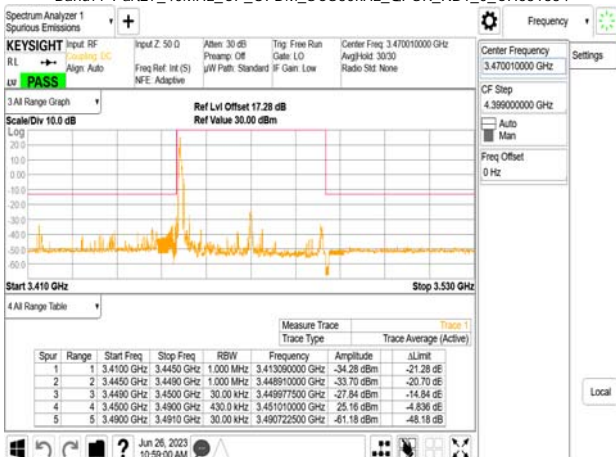 Spectrum Analyzer 1
Spurious Emissions
+
Frequency
KEYSIGHT Input: RF Input Z: 50 Ω Atten: 30 dB Trig: Free Run Center Freq: 3.470010000 GHz
RL Coupling: DC Preamp: Off Gate: LO Avg|Hold: 30/30
Align: Auto Freq Ref: Int (S) µW Path: Standard IF Gain: Low Radio Std: None
NFE: Adaptive
PASS
Center Frequency
3.470010000 GHz
Settings
CF Step
4.399000000 GHz
Auto
Man
Freq Offset
0 Hz
3 All Range Graph
Ref Lvl Offset 17.28 dB
Scale/Div 10.0 dB Ref Value 30.00 dBm
Log
20.0
10.0
0.00
-10.0
-20.0
-30.0
-40.0
-50.0
-60.0
Start 3.410 GHz Stop 3.530 GHz
4 All Range Table
Measure Trace Trace 1
Trace Type Trace Average (Active)
Spur Range Start Freq Stop Freq RBW Frequency Amplitude ΔLimit
1 1 3.4100 GHz 3.4450 GHz 1.000 MHz 3.413090000 GHz -34.28 dBm -21.28 dB
2 2 3.4450 GHz 3.4490 GHz 1.000 MHz 3.448910000 GHz -33.70 dBm -20.70 dB
3 3 3.4490 GHz 3.4500 GHz 30.00 kHz 3.449977500 GHz -27.84 dBm -14.84 dB
4 4 3.4500 GHz 3.4900 GHz 430.0 kHz 3.451010000 GHz 25.16 dBm -4.836 dB
5 5 3.4900 GHz 3.4910 GHz 30.00 kHz 3.490722500 GHz -61.18 dBm -48.18 dB
Local
?
Jun 26, 2023
10:59:00 AM